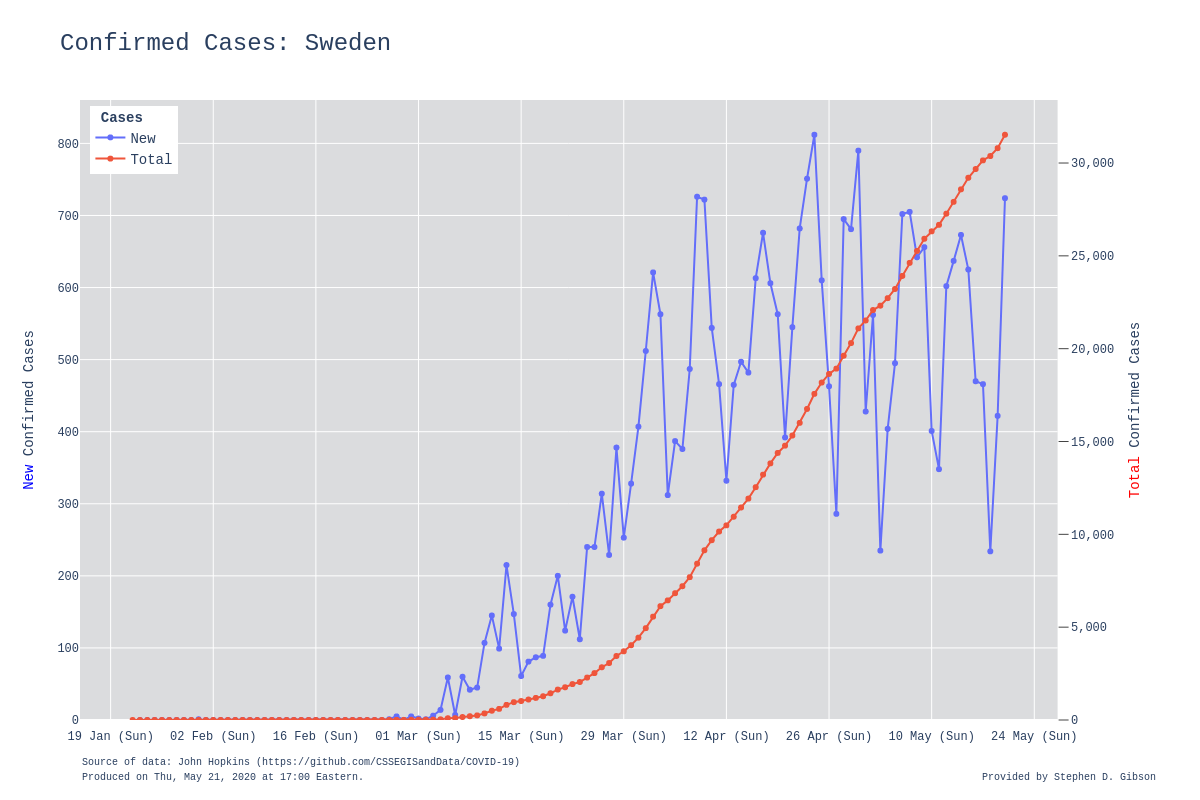 Confirmed Cases: Sweden
Cases
New
Total
800
700
600
500
400
300
200
100
0
New Confirmed Cases
30,000
25,000
20,000
15,000
10,000
5,000
0
Total Confirmed Cases
19 Jan (Sun) 02 Feb (Sun) 16 Feb (Sun) 01 Mar (Sun) 15 Mar (Sun) 29 Mar (Sun) 12 Apr (Sun) 26 Apr (Sun) 10 May (Sun) 24 May (Sun)
Source of data: John Hopkins (https://github.com/CSSEGISandData/COVID-19)
Produced on Thu, May 21, 2020 at 17:00 Eastern.
Provided by Stephen D. Gibson